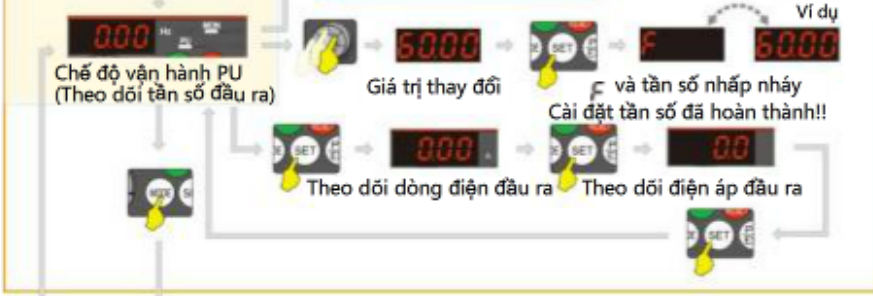 Ví dụ
0.00 Hz MON
PU
60.00
SET
F
60.00
Chế độ vận hành PU
(Theo dõi tần số đầu ra)
Giá trị thay đổi
F và tần số nhấp nháy
Cài đặt tần số đã hoàn thành!!
SET
0.00 A
SET
0.0
Theo dõi dòng điện đầu ra
Theo dõi điện áp đầu ra
MODE
SET